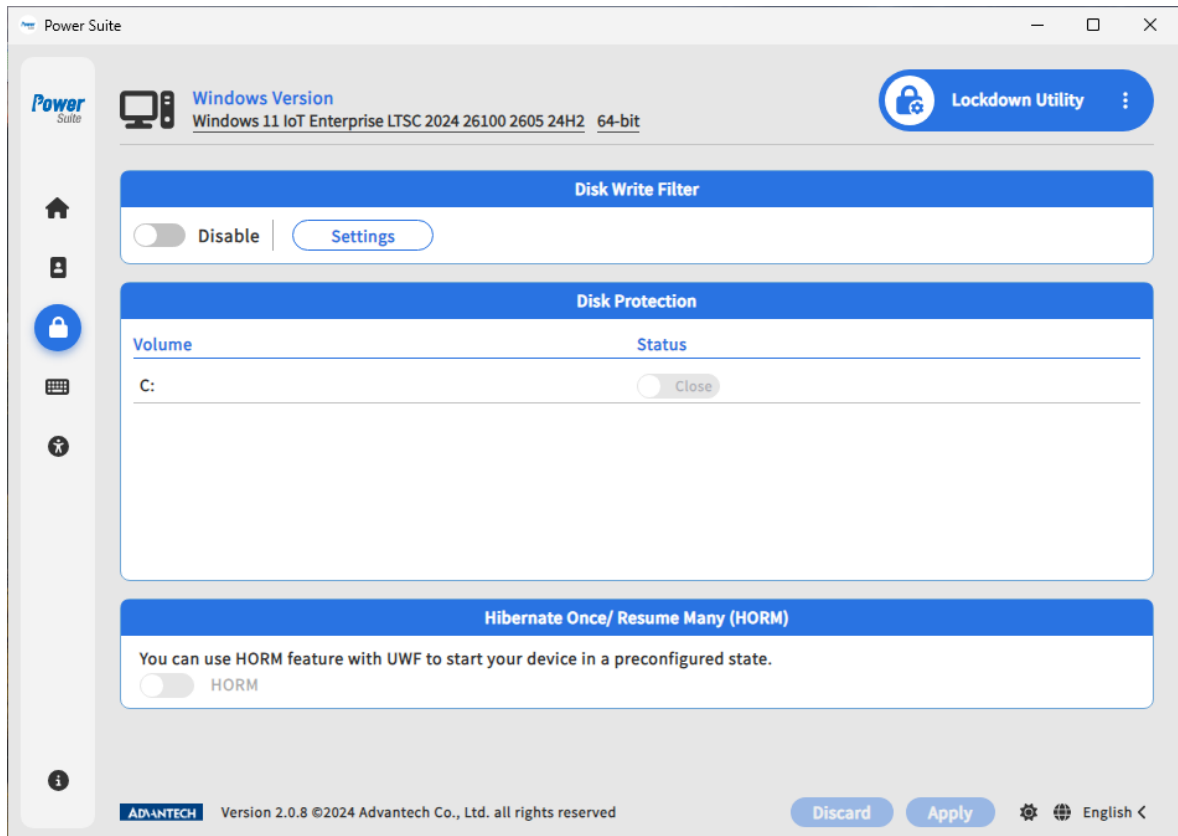 Power Suite
Power
Suite
Windows Version
Windows 11 IoT Enterprise LTSC 2024 26100 2605 24H2 64-bit
Lockdown Utility
Disk Write Filter
Disable
Settings
Disk Protection
Volume Status
C: Close
Hibernate Once/ Resume Many (HORM)
You can use HORM feature with UWF to start your device in a preconfigured state.
HORM
ADVANTECH Version 2.0.8 ©2024 Advantech Co., Ltd. all rights reserved Discard Apply English